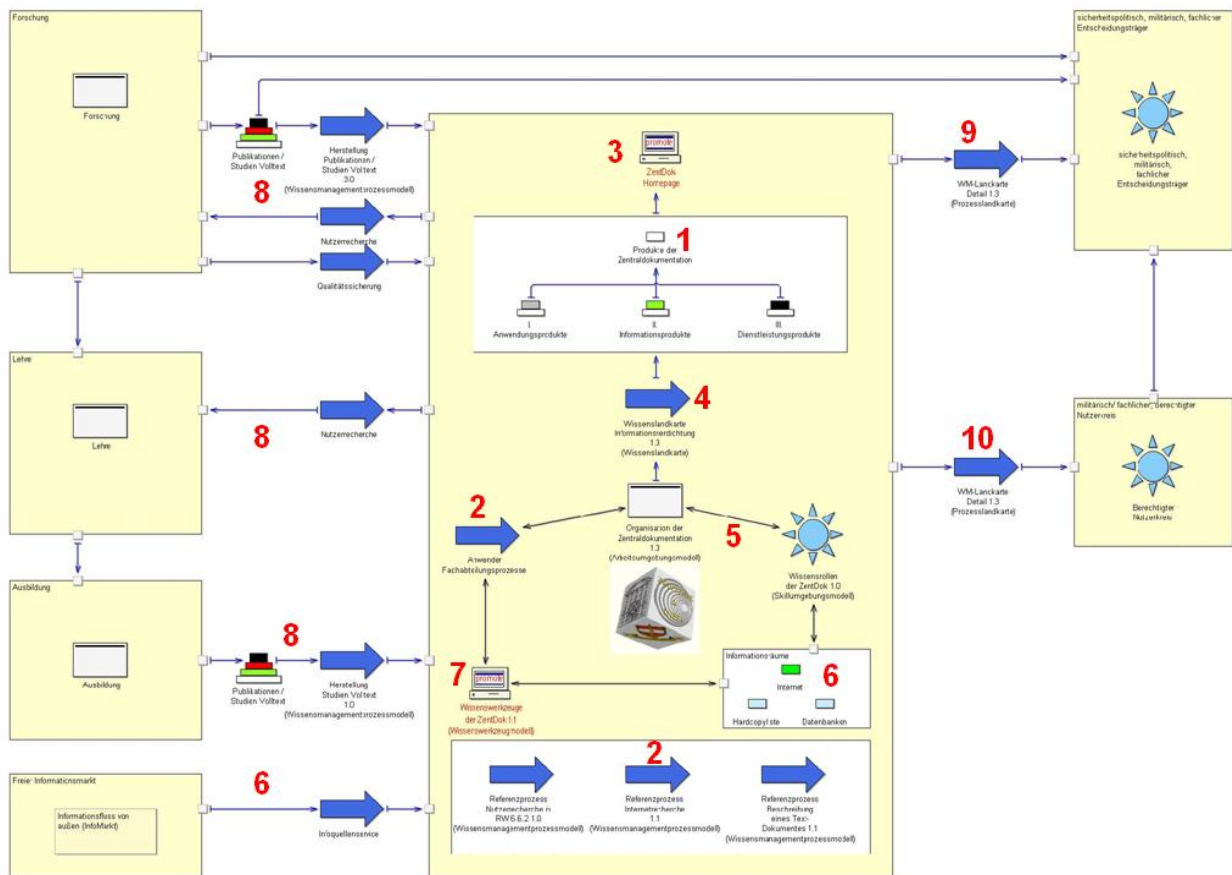 Forschung
Forschung
Publikationen /
Studien Volltext
Herstellung
Publikationen /
Studien Volltext
3.0
(Wissensmanagementprozessmodell)
8
Nutzerrecherche
Qualitätssicherung
Lehre
Lehre
8
Nutzerrecherche
Ausbildung
Ausbildung
Publikationen /
Studien Volltext
8
Herstellung
Studien Volltext
1.0
(Wissensmanagementprozessmodell)
Freier Informationsmarkt
Informationsfluss von
außen (InfoMarkt)
6
Infoquellenservice
3
promote
ZentDok
Homepage
1
Produkte der
Zentraldokumentation
I.
Anwendungsprodukte
II.
Informationsprodukte
III.
Dienstleistungsprodukte
4
Wissenslandkarte
Informationsverdichtung
1.3
(Wissenslandkarte)
2
Anwender
Fachabteilungsprozesse
Organisation der
Zentraldokumentation
1.3
(Arbeitsumgebungsmodell)
5
Wissensrollen
der ZentDok 1.0
(Skillumgebungsmodell)
7
promote
Wissenswerkzeuge
der ZentDok 1.1
(Wissenswerkzeugmodell)
Informationsräume
6
Internet
Hardcopyliste
Datenbanken
2
Referenzprozess
Nutzerrecherche in
RW 6.6.2 1.0
(Wissensmanagementprozessmodell)
Referenzprozess
Internetrecherche
1.1
(Wissensmanagementprozessmodell)
Referenzprozess
Beschreibung
eines Text-
Dokumentes 1.1
(Wissensmanagementprozessmodell)
9
WM-Landkarte
Detail 1.3
(Prozesslandkarte)
10
WM-Landkarte
Detail 1.3
(Prozesslandkarte)
sicherheitspolitisch, militärisch, fachlicher
Entscheidungsträger
sicherheitspolitisch,
militärisch,
fachlicher
Entscheidungsträger
militärisch/ fachlicher, berechtigter
Nutzerkreis
Berechtigter
Nutzerkreis